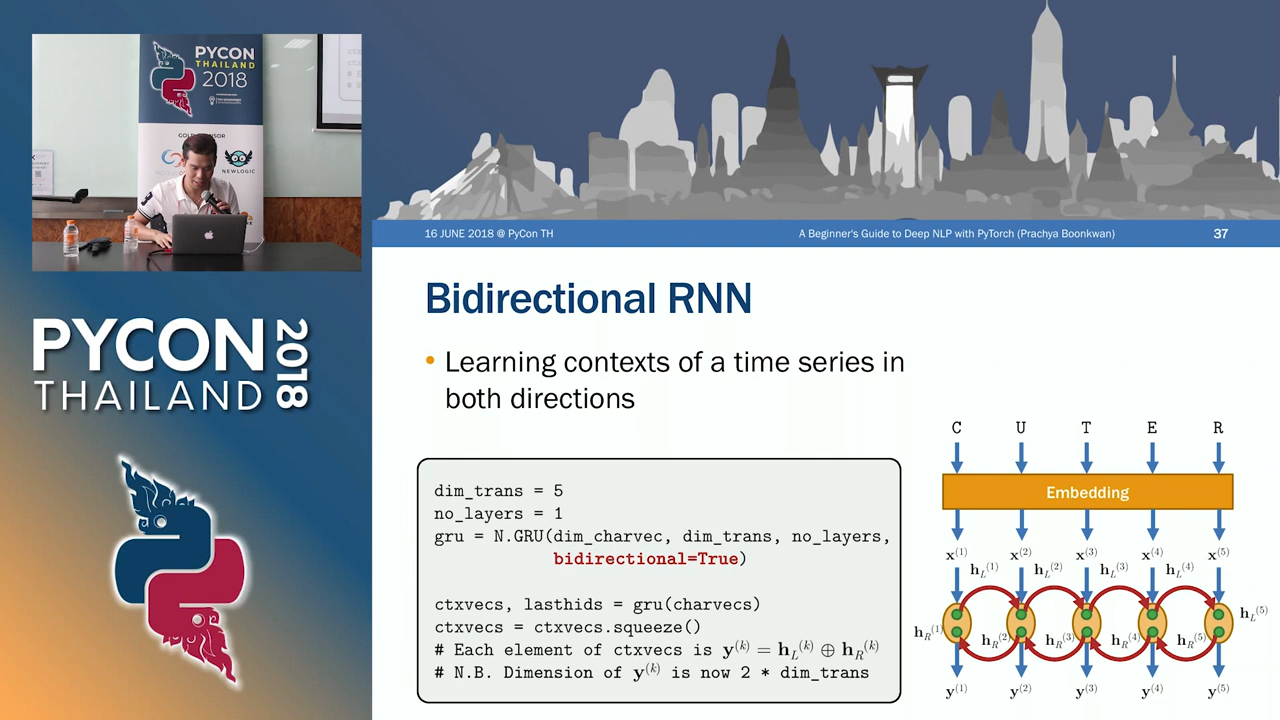 PYCON
THAILAND
2018
NEWLOGIC
PYCON
THAILAND
2018
16 JUNE 2018 @ PyCon TH
A Beginner's Guide to Deep NLP with PyTorch (Prachya Boonkwan)
37
Bidirectional RNN
• Learning contexts of a time series in
both directions
dim_trans = 5
no_layers = 1
gru = N.GRU(dim_charvec, dim_trans, no_layers,
bidirectional=True)
ctxvecs, lasthids = gru(charvecs)
ctxvecs = ctxvecs.squeeze()
# Each element of ctxvecs is y⁽ᵏ⁾ = h_L⁽ᵏ⁾ ⊕ h_R⁽ᵏ⁾
# N.B. Dimension of y⁽ᵏ⁾ is now 2 * dim_trans
C U T E R
Embedding
x⁽¹⁾ x⁽²⁾ x⁽³⁾ x⁽⁴⁾ x⁽⁵⁾
h_L⁽¹⁾ h_L⁽²⁾ h_L⁽³⁾ h_L⁽⁴⁾
h_L⁽⁵⁾
h_R⁽¹⁾
h_R⁽²⁾ h_R⁽³⁾ h_R⁽⁴⁾ h_R⁽⁵⁾
y⁽¹⁾ y⁽²⁾ y⁽³⁾ y⁽⁴⁾ y⁽⁵⁾